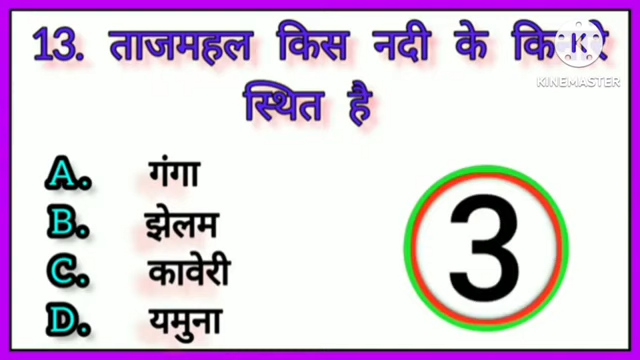 13. ताजमहल किस नदी के किनारे
K
KINEMASTER
स्थित है
A. गंगा
B. झेलम
C. कावेरी
D. यमुना
3